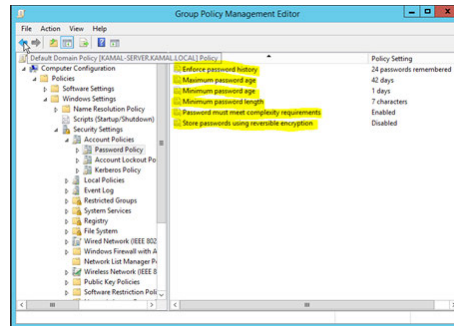 Group Policy Management Editor
File Action View Help
Default Domain Policy [KAMAL-SERVER.KAMAL.LOCAL] Policy
Policy Setting
Computer Configuration
Policies
Software Settings
Windows Settings
Name Resolution Policy
Scripts (Startup/Shutdown)
Security Settings
Account Policies
Password Policy
Account Lockout Po
Kerberos Policy
Local Policies
Event Log
Restricted Groups
System Services
Registry
File System
Wired Network (IEEE 802
Windows Firewall with A
Network List Manager P
Wireless Network (IEEE 8
Public Key Policies
Software Restriction Poli
Enforce password history 24 passwords remembered
Maximum password age 42 days
Minimum password age 1 days
Minimum password length 7 characters
Password must meet complexity requirements Enabled
Store passwords using reversible encryption Disabled